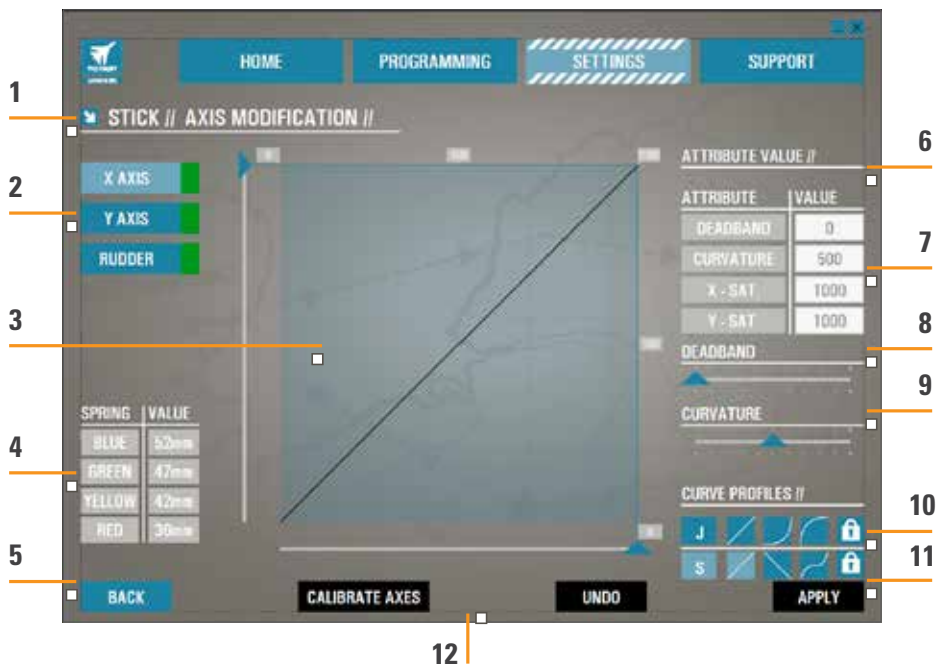 HOME PROGRAMMING SETTINGS SUPPORT
1
STICK // AXIS MODIFICATION //
2
X AXIS
Y AXIS
RUDDER
3
SPRING VALUE
BLUE 52mm
GREEN 47mm
YELLOW 42mm
RED
4
5
BACK
CALIBRATE AXES
UNDO
APPLY
ATTRIBUTE VALUE //
6
ATTRIBUTE VALUE
DEADBAND 0
CURVATURE 500
X - SAT 1000
Y - SAT 1000
7
DEADBAND
8
CURVATURE
9
CURVE PROFILES //
J
10
S
11
12